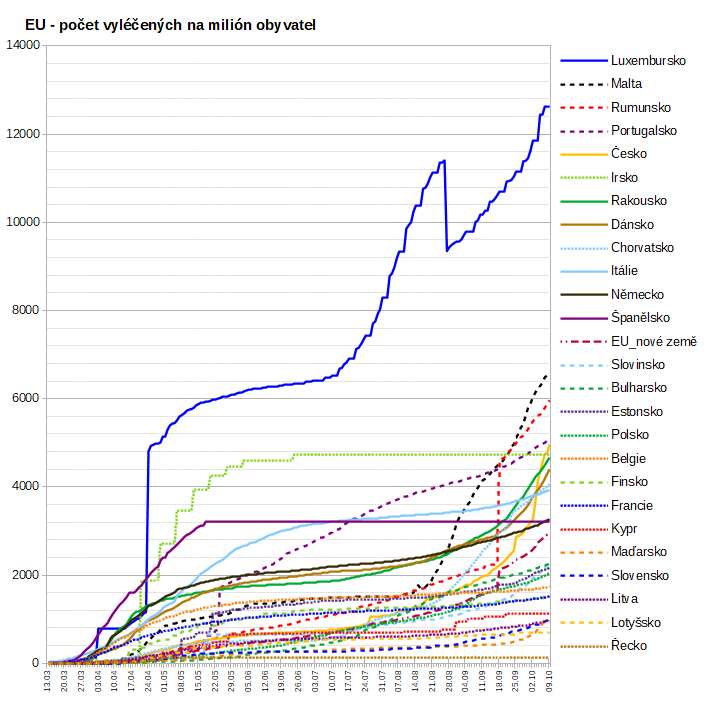 EU - počet vyléčených na milión obyvatel
14000
12000
10000
8000
6000
4000
2000
0
13.03
20.03
27.03
03.04
10.04
17.04
24.04
01.05
08.05
15.05
22.05
29.05
05.06
12.06
19.06
26.06
03.07
10.07
17.07
24.07
31.07
07.08
14.08
21.08
28.08
04.09
11.09
18.09
25.09
02.10
09.10
Luxembursko
Malta
Rumunsko
Portugalsko
Česko
Irsko
Rakousko
Dánsko
Chorvatsko
Itálie
Německo
Španělsko
EU_nové země
Slovinsko
Bulharsko
Estonsko
Polsko
Belgie
Finsko
Francie
Kypr
Maďarsko
Slovensko
Litva
Lotyšsko
Řecko